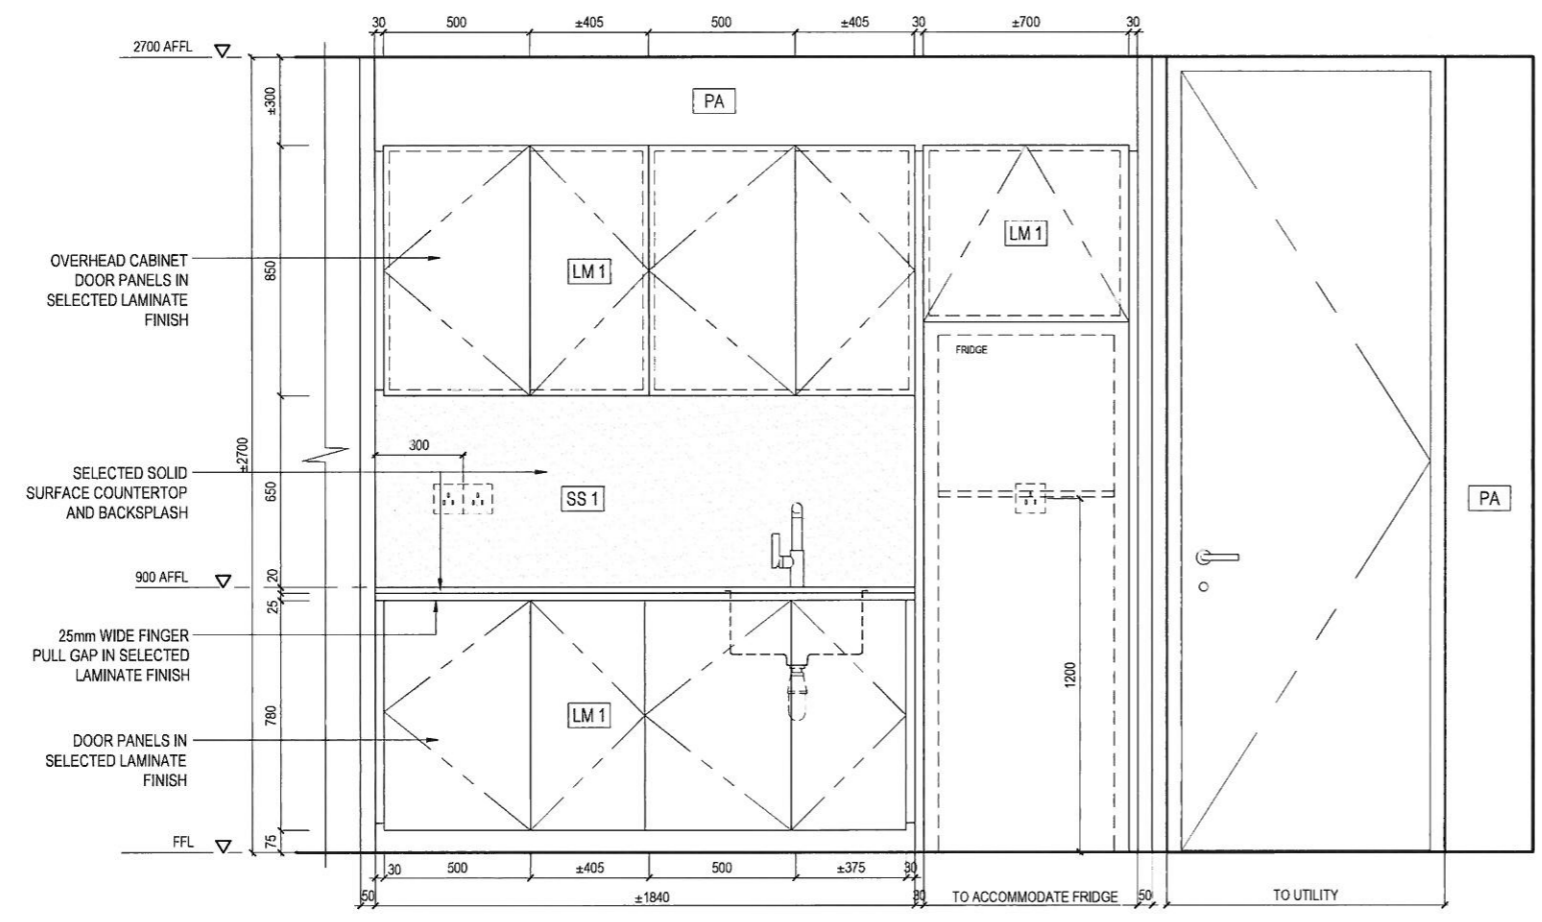 30 500 ±405 500 ±405 30 ±700 30
2700 AFFL
±300
PA
OVERHEAD CABINET
DOOR PANELS IN
SELECTED LAMINATE
FINISH
850
LM 1
LM 1
FRIDGE
±2700
300
SELECTED SOLID
SURFACE COUNTERTOP
AND BACKSPLASH
650
SS 1
PA
900 AFFL
20
25
25mm WIDE FINGER
PULL GAP IN SELECTED
LAMINATE FINISH
1200
780
LM 1
DOOR PANELS IN
SELECTED LAMINATE
FINISH
FFL
75
30 500 ±405 500 ±375 30
50 ±1840 30 TO ACCOMMODATE FRIDGE 50 TO UTILITY